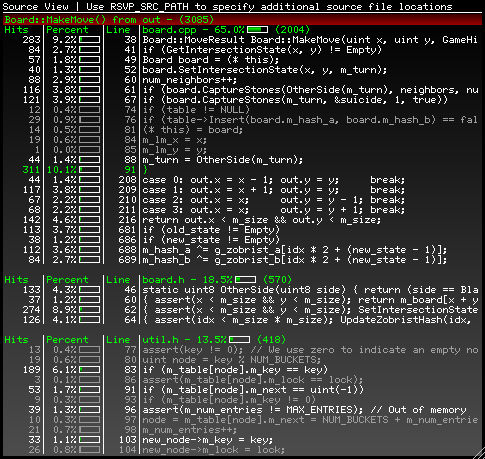 Source View | Use RSVP_SRC_PATH to specify additional source file locations
Board::MakeMove() from out - (3085)
Hits |Percent |Line |board.cpp - 65.0% (2004)
283 9.2% 38 Board::MoveResult Board::MakeMove(uint x, uint y, GameHi
84 2.7% 41 if (GetIntersectionState(x, y) != Empty)
57 1.8% 49 Board board = (* this);
40 1.3% 52 board.SetIntersectionState(x, y, m_turn);
88 2.9% 60 num_neighbors++;
116 3.8% 61 if (board.CaptureStones(OtherSide(m_turn), neighbors, nu
121 3.9% 67 if (board.CaptureStones(m_turn, &suicide, 1, true))
12 0.4% 74 if (table != NULL)
29 0.9% 76 if (table->Insert(board.m_hash_a, board.m_hash_b) == fal
14 0.5% 81 (* this) = board;
19 0.6% 84 m_lm_x = x;
1 0.0% 85 m_lm_y = y;
44 1.4% 88 m_turn = OtherSide(m_turn);
311 10.1% 91 }
44 1.4% 208 case 0: out.x = x - 1; out.y = y; break;
117 3.8% 209 case 1: out.x = x + 1; out.y = y; break;
67 2.2% 210 case 2: out.x = x; out.y = y - 1; break;
68 2.2% 211 case 3: out.x = x; out.y = y + 1; break;
142 4.6% 216 return out.x < m_size && out.y < m_size;
113 3.7% 681 if (old_state != Empty)
38 1.2% 686 if (new_state != Empty)
112 3.6% 688 m_hash_a ^= g_zobrist_a[idx * 2 + (new_state - 1)];
84 2.7% 689 m_hash_b ^= g_zobrist_b[idx * 2 + (new_state - 1)];
Hits |Percent |Line |board.h - 18.5% (570)
133 4.3% 46 static uint8 OtherSide(uint8 side) { return (side == Bla
37 1.2% 60 { assert(x < m_size && y < m_size); return m_board[x + y
274 8.9% 62 { assert(x < m_size && y < m_size); SetIntersectionState
126 4.1% 64 { assert(idx < m_size * m_size); UpdateZobristHash(idx,
Hits |Percent |Line |util.h - 13.5% (418)
13 0.4% 77 assert(key != 0); // We use zero to indicate an empty no
19 0.6% 80 uint node = key % NUM_BUCKETS;
189 6.1% 83 if (m_table[node].m_key == key)
3 0.1% 86 assert(m_table[node].m_lock == lock);
53 1.7% 91 if (m_table[node].m_next == uint(-1))
9 0.3% 93 if (m_table[node].m_key != 0)
39 1.3% 96 assert(m_num_entries != MAX_ENTRIES); // Out of memory
10 0.3% 97 node = m_table[node].m_next = NUM_BUCKETS + m_num_entrie
21 0.7% 98 m_num_entries++;
33 1.1% 103 new_node->m_key = key;
26 0.8% 104 new_node->m_lock = lock;